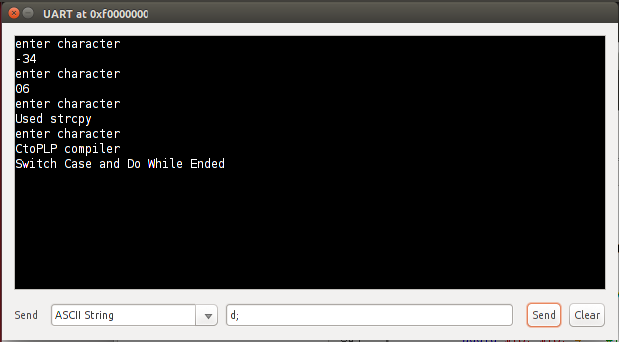 UART at 0xf0000000
enter character
-34
enter character
06
enter character
Used strcpy
enter character
CtoPLP compiler
Switch Case and Do While Ended
Send ASCII String d; Send Clear